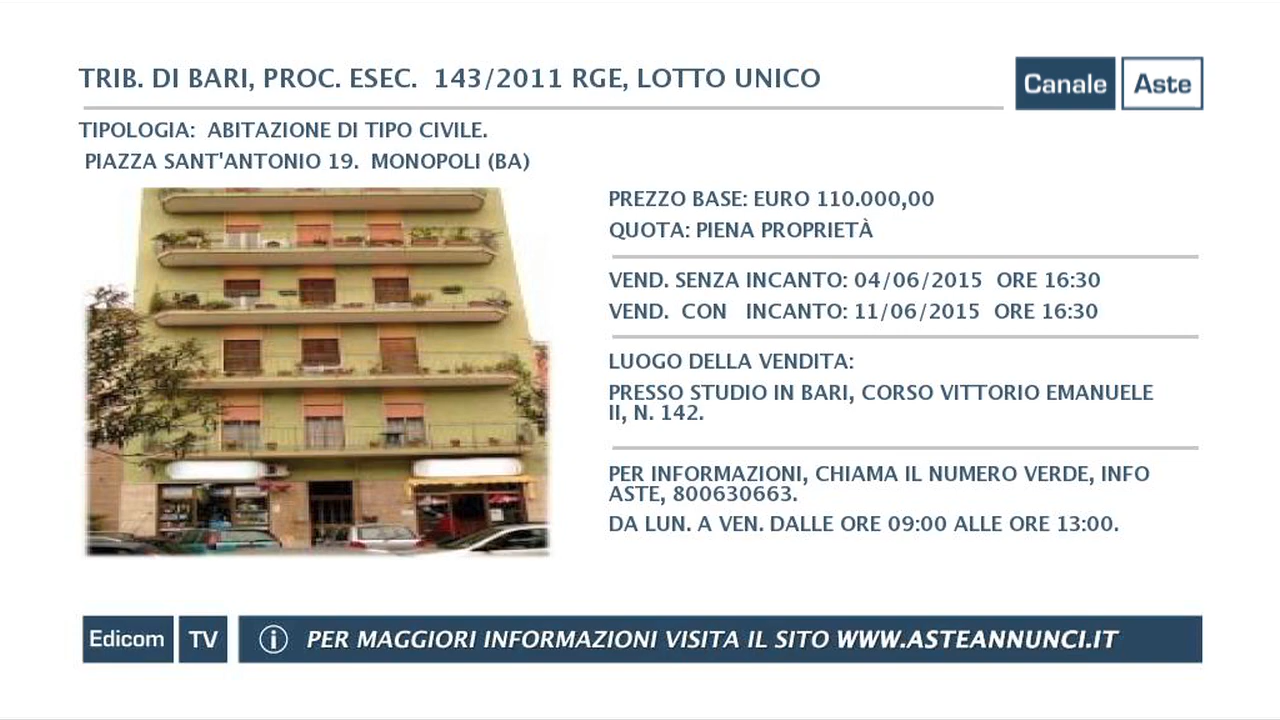 TRIB. DI BARI, PROC. ESEC.  143/2011 RGE, LOTTO UNICO
Canale Aste
TIPOLOGIA:  ABITAZIONE DI TIPO CIVILE.
PIAZZA SANT'ANTONIO 19.  MONOPOLI (BA)
PREZZO BASE: EURO 110.000,00
QUOTA: PIENA PROPRIETÀ
VEND. SENZA INCANTO: 04/06/2015  ORE 16:30
VEND.  CON   INCANTO: 11/06/2015  ORE 16:30
LUOGO DELLA VENDITA:
PRESSO STUDIO IN BARI, CORSO VITTORIO EMANUELE
II, N. 142.
PER INFORMAZIONI, CHIAMA IL NUMERO VERDE, INFO
ASTE, 800630663.
DA LUN. A VEN. DALLE ORE 09:00 ALLE ORE 13:00.
Edicom TV
PER MAGGIORI INFORMAZIONI VISITA IL SITO WWW.ASTEANNUNCI.IT